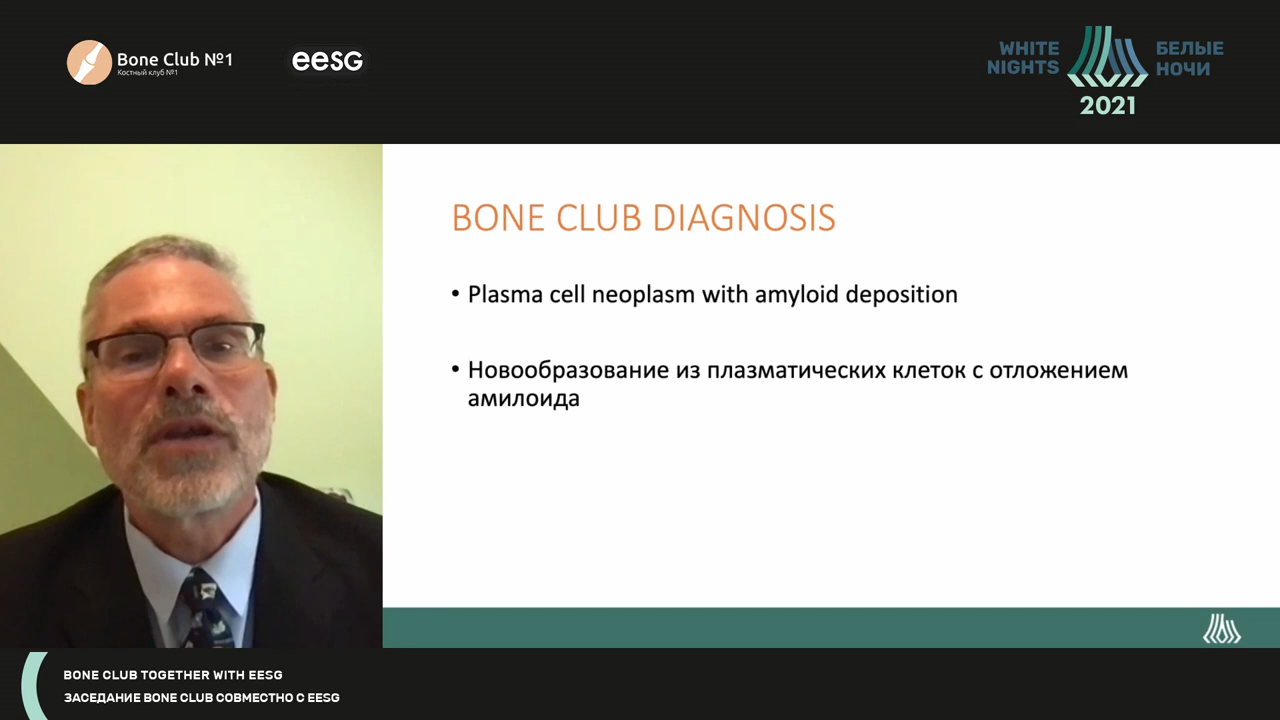 Bone Club №1
Костный клуб №1
eesg
WHITE
NIGHTS
БЕЛЫЕ
НОЧИ
2021
BONE CLUB DIAGNOSIS
• Plasma cell neoplasm with amyloid deposition
• Новообразование из плазматических клеток с отложением
амилоида
BONE CLUB TOGETHER WITH EESG
ЗАСЕДАНИЕ BONE CLUB СОВМЕСТНО С EESG